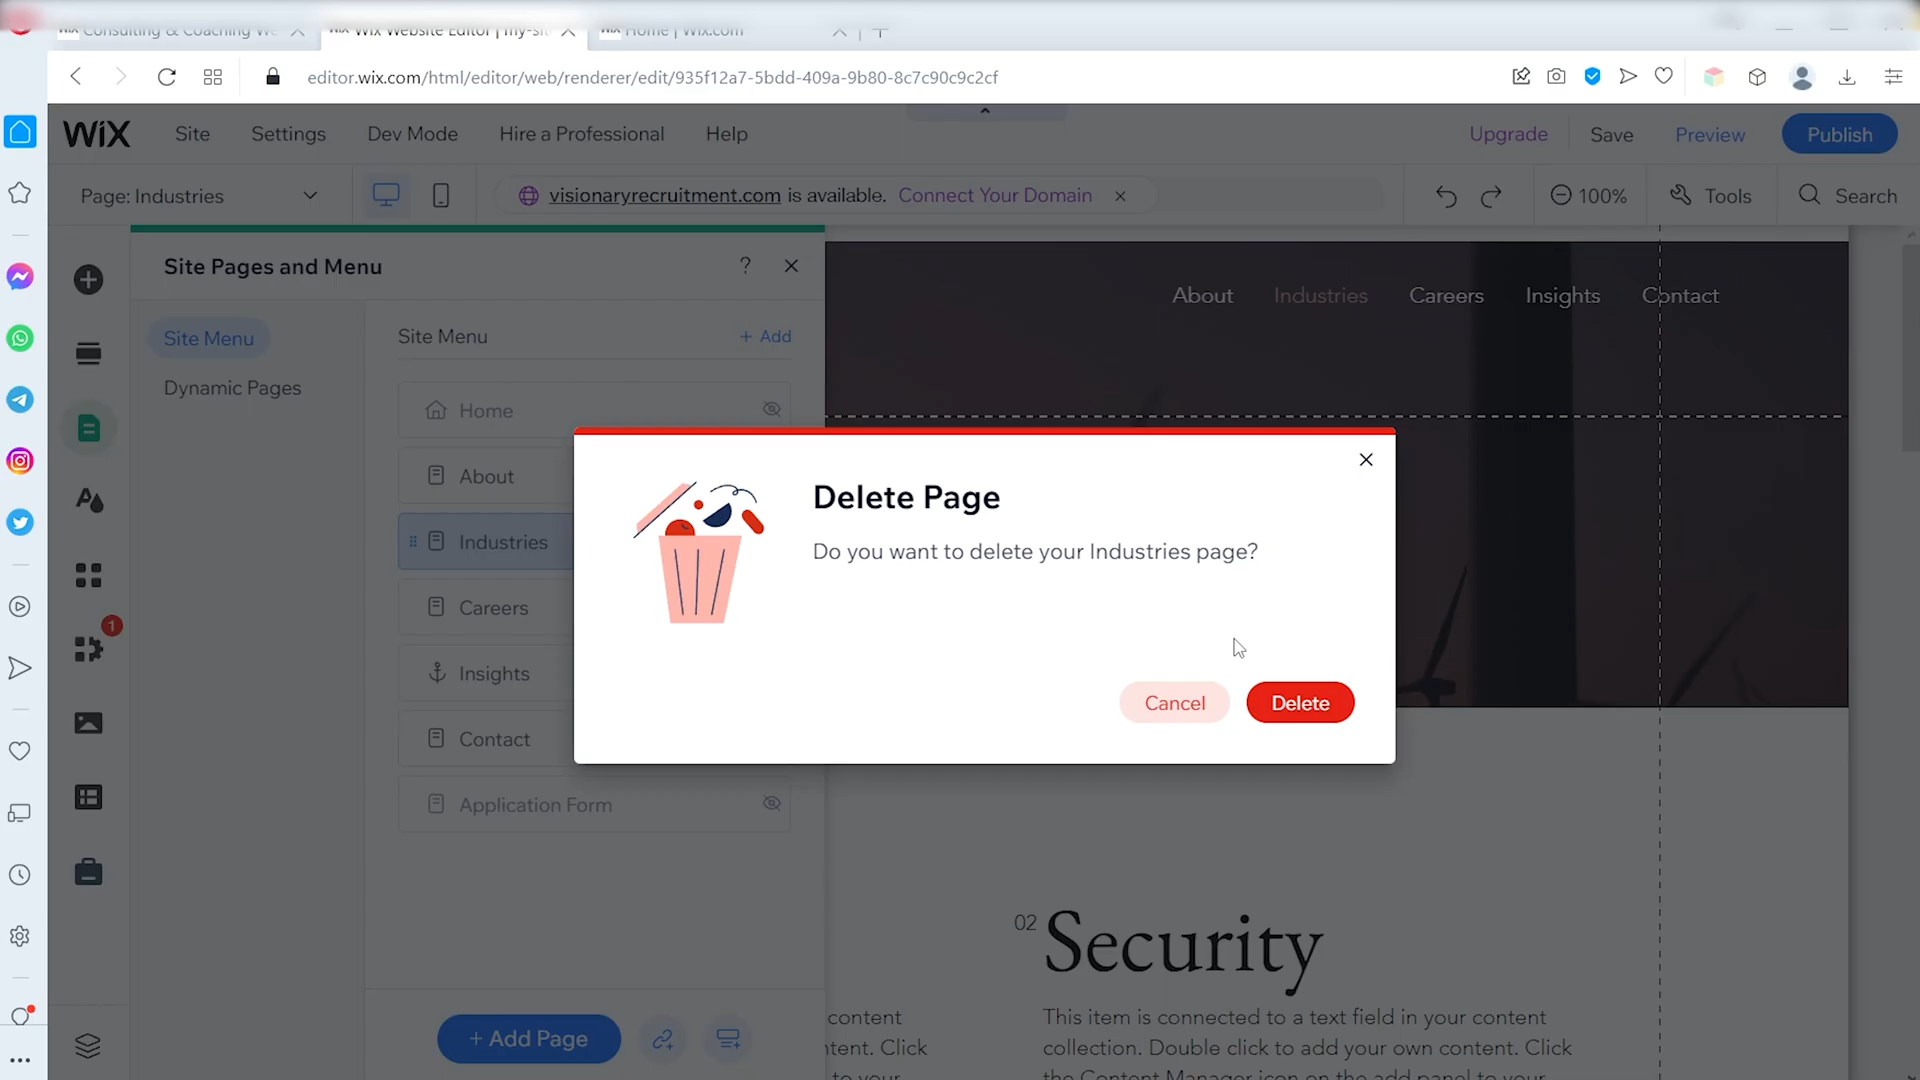 Consulting & Coaching We
Wix Website Editor | my-sit
Home | Wix.com
editor.wix.com/html/editor/web/renderer/edit/935f12a7-5bdd-409a-9b80-8c7c90c9c2cf
WiX
Site
Settings
Dev Mode
Hire a Professional
Help
Upgrade
Save
Preview
Publish
Page: Industries
visionaryrecruitment.com is available. Connect Your Domain
100%
Tools
Search
Site Pages and Menu
?
Site Menu
Dynamic Pages
Site Menu
+ Add
Home
About
Industries
Careers
Insights
Contact
Application Form
+ Add Page
1
About
Industries
Careers
Insights
Contact
Delete Page
Do you want to delete your Industries page?
Cancel
Delete
02
Security
content
ntent. Click
to your
This item is connected to a text field in your content
collection. Double click to add your own content. Click
the Content Manager icon on the add panel to your